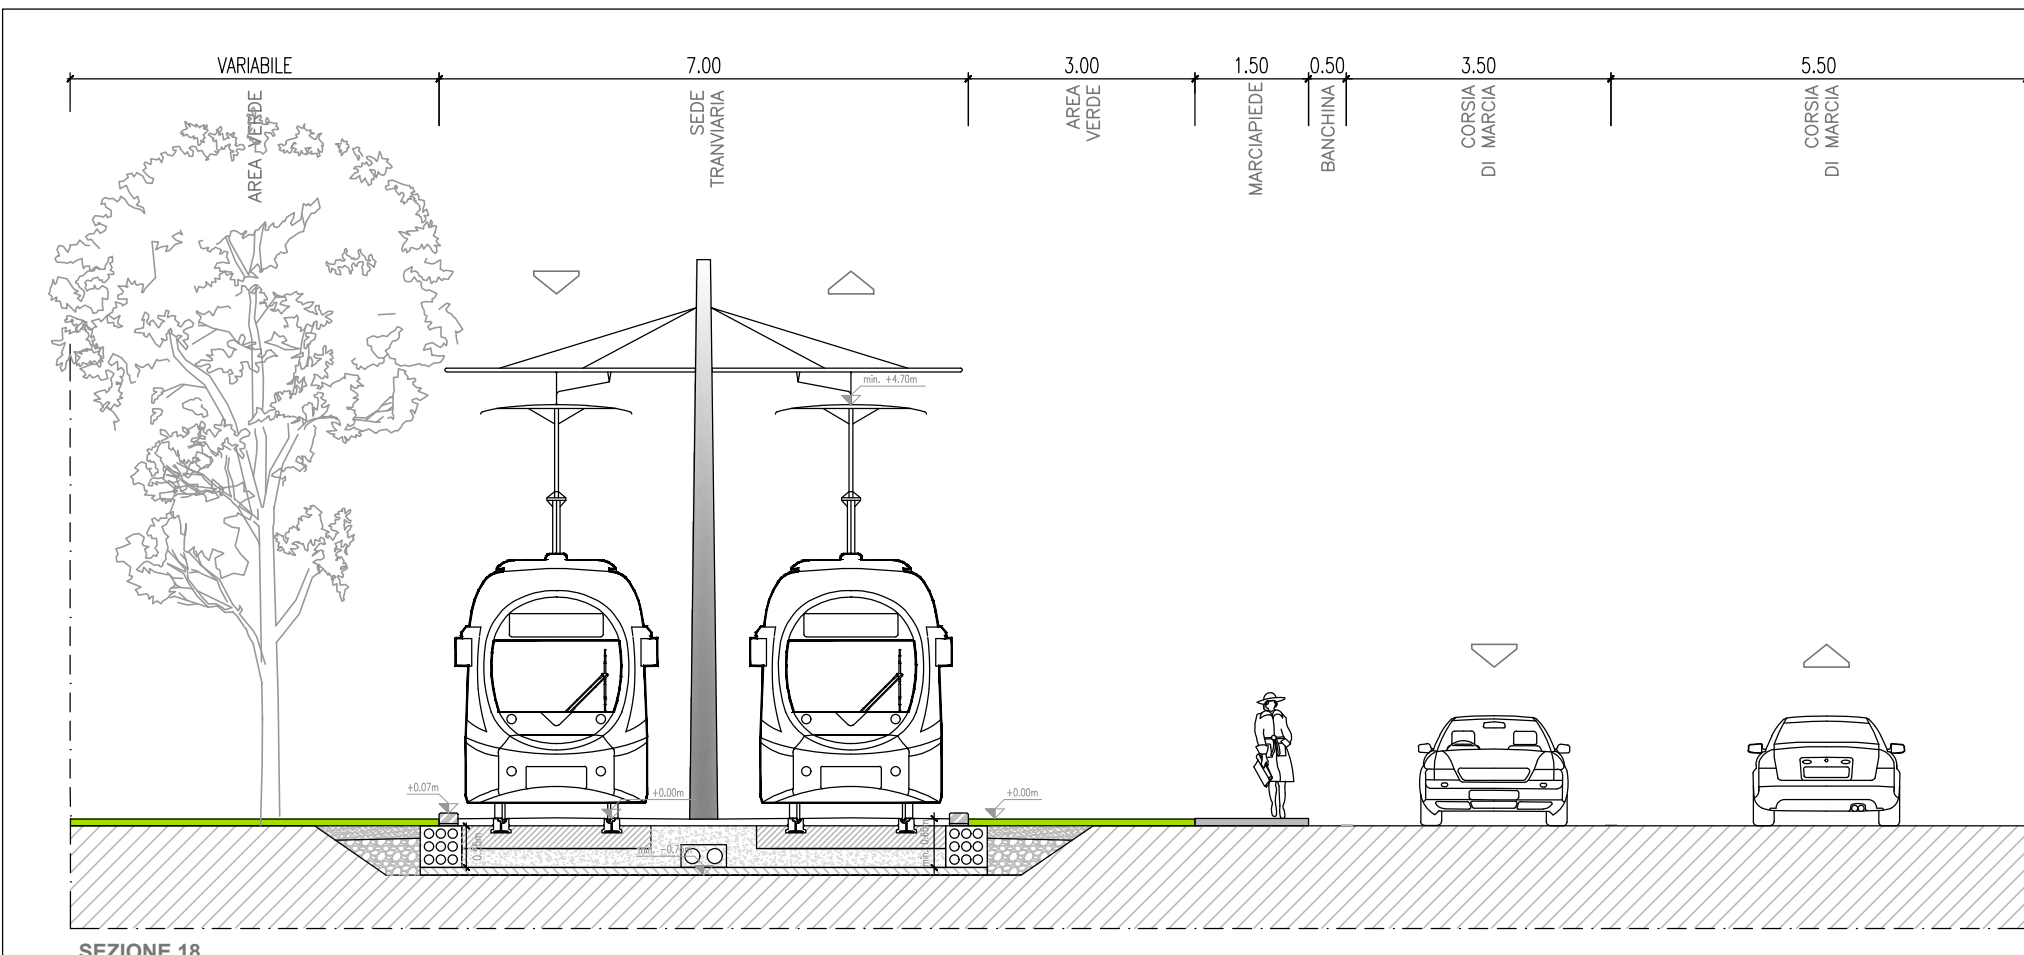 VARIABILE
7.00
3.00
1.50
0.50
3.50
5.50
AREA VERDE
SEDE
TRANVIARIA
AREA
VERDE
MARCIAPIEDE
BANCHINA
CORSIA
DI MARCIA
CORSIA
DI MARCIA
min. +4.70m
+0.07m
+0.00m
+0.00m
SEZIONE 18